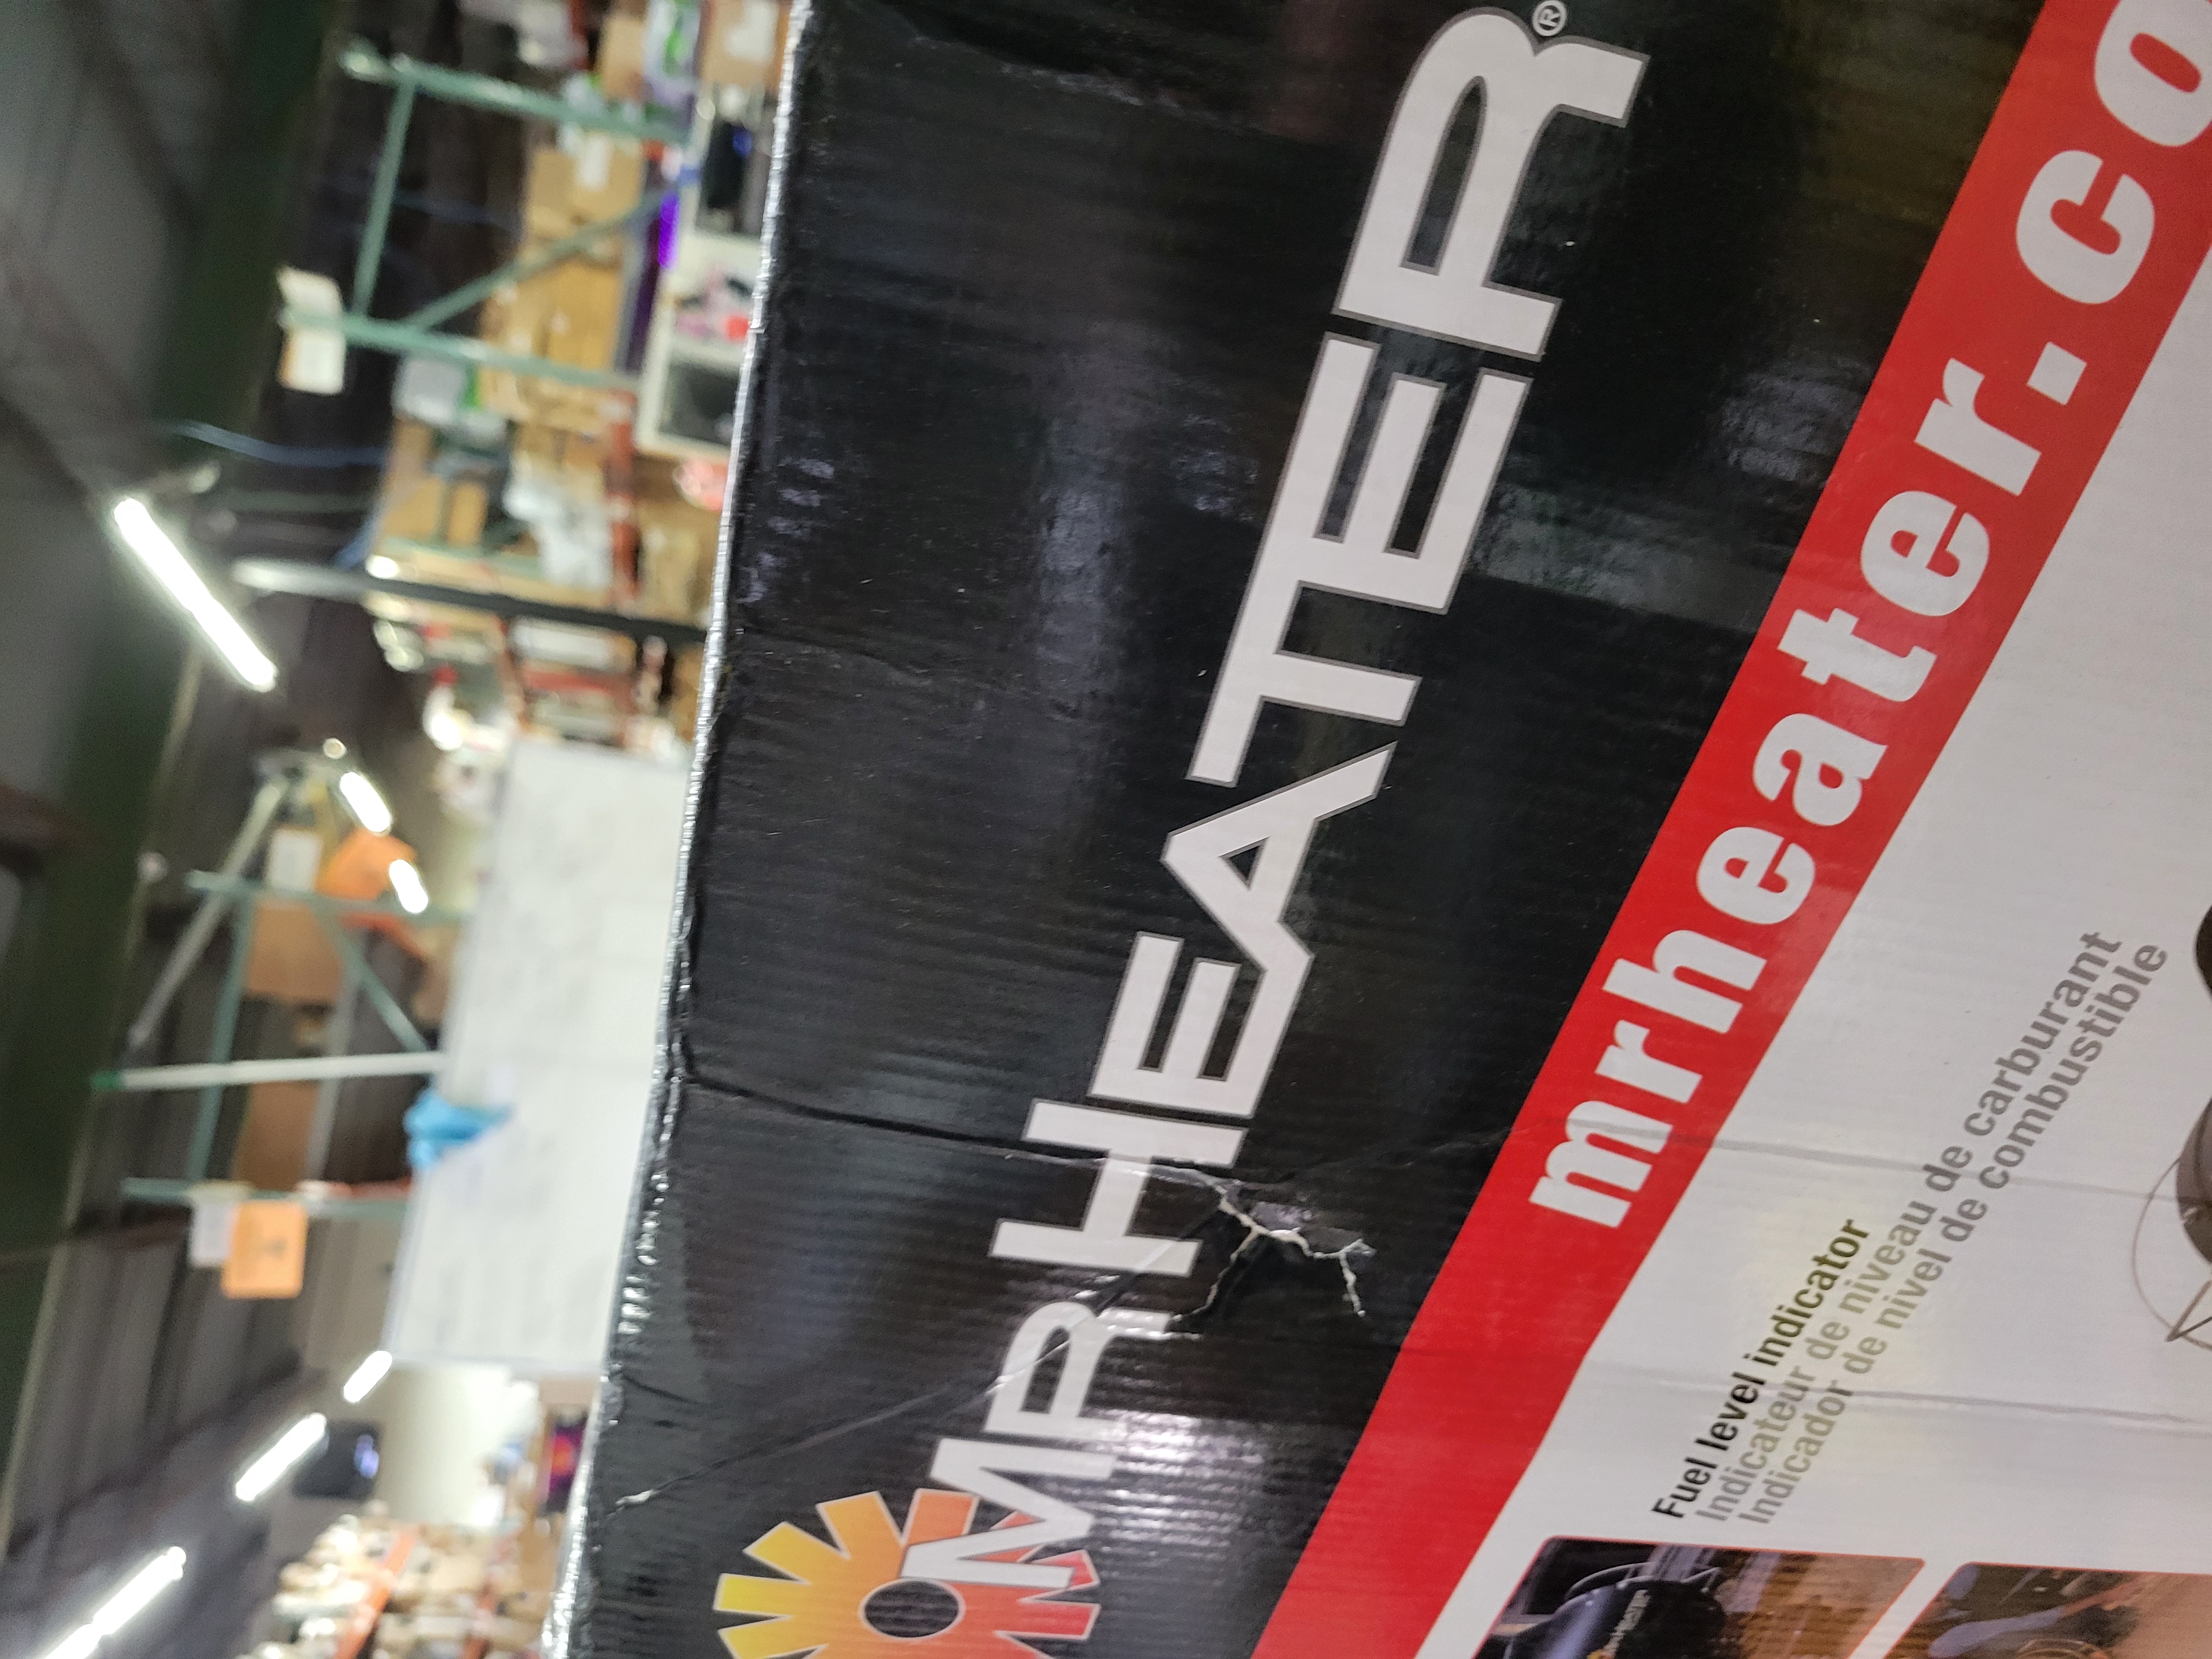 MR HEATER®
mrheater.co
Fuel level indicator
Indicateur de niveau de carburant
Indicador de nivel de combustible